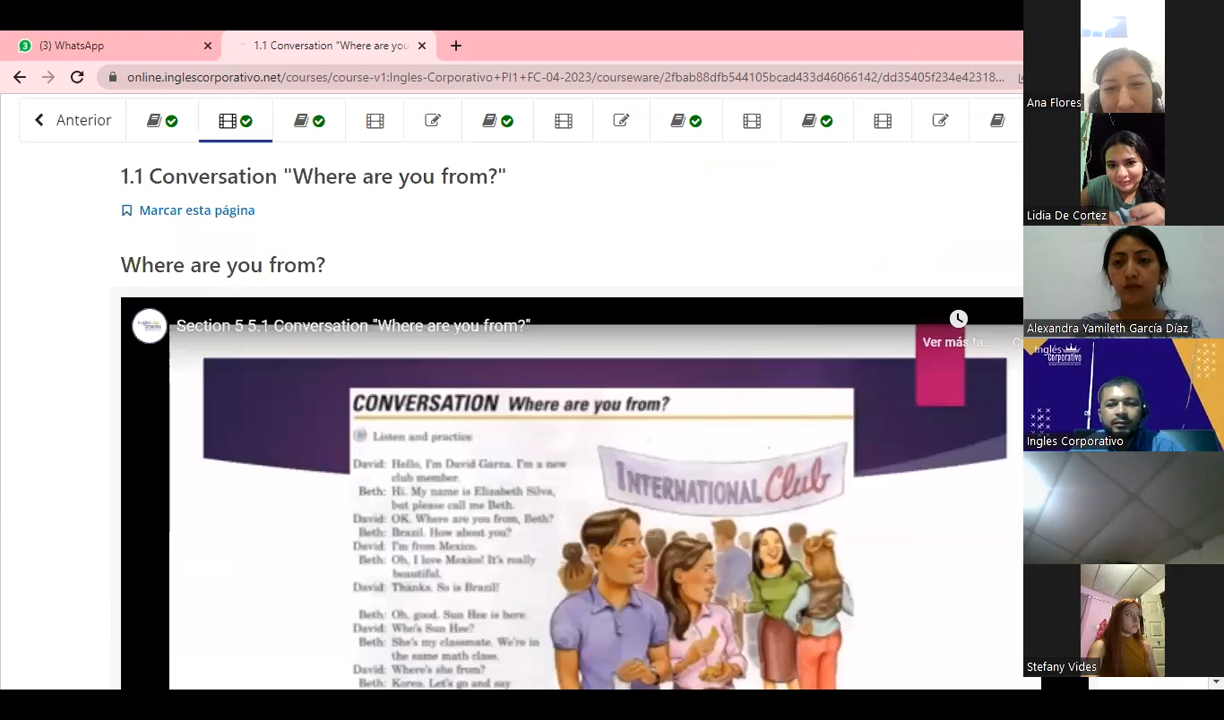 3
(3) WhatsApp
1.1 Conversation "Where are you
online.inglescorporativo.net/courses/course-v1:Ingles-Corporativo+PI1+FC-04-2023/courseware/2fbab88dfb544105bcad433d46066142/dd35405f234e42318...
Anterior
1.1 Conversation "Where are you from?"
Marcar esta página
Where are you from?
Section 5 5.1 Conversation "Where are you from?"
Ver más ta...
CONVERSATION Where are you from?
Listen and practice
David: Hello, I'm David Garza. I'm a new
club member.
Beth: Hi. My name is Elizabeth Silva,
but please call me Beth.
David: OK. Where are you from, Beth?
Beth: Brazil. How about you?
David: I'm from Mexico.
Beth: Oh, I love Mexico! It's really
beautiful.
David: Thanks. So is Brazil!
Beth: Oh, good. Sun Hee is here.
David: Who's Sun Hee?
Beth: She's my classmate. We're in
the same math class.
David: Where's she from?
Beth: Korea. Let's go and say
INTERNATIONAL Club
Ana Flores
Lidia De Cortez
Alexandra Yamileth García Díaz
Inglés
Corporativo
Ingles Corporativo
Stefany Vides